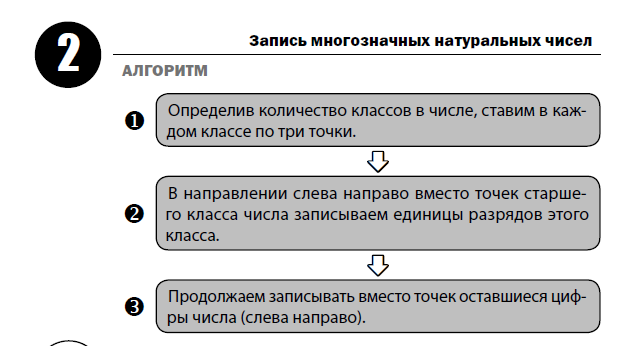 2
Запись многозначных натуральных чисел
АЛГОРИТМ
1
Определив количество классов в числе, ставим в каж-
дом классе по три точки.
2
В направлении слева направо вместо точек старше-
го класса числа записываем единицы разрядов этого
класса.
3
Продолжаем записывать вместо точек оставшиеся циф-
ры числа (слева направо).